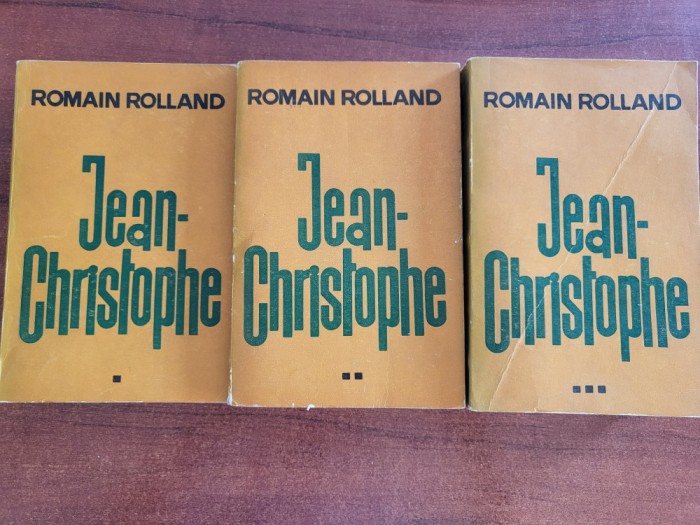 ROMAIN ROLLAND
Jean-
Christophe
ROMAIN ROLLAND
Jean-
Christophe
ROMAIN ROLLAND
Jean-
Christophe